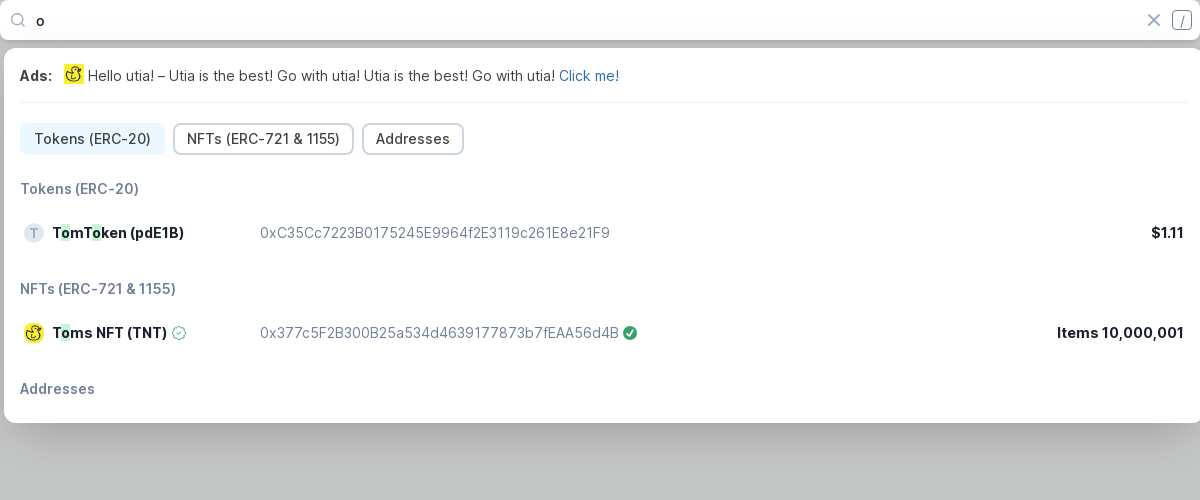 o
/
Ads: Hello utia! – Utia is the best! Go with utia! Utia is the best! Go with utia! Click me!
Tokens (ERC-20) NFTs (ERC-721 & 1155) Addresses
Tokens (ERC-20)
T TomToken (pdE1B) 0xC35Cc7223B0175245E9964f2E3119c261E8e21F9 $1.11
NFTs (ERC-721 & 1155)
Toms NFT (TNT) 0x377c5F2B300B25a534d4639177873b7fEAA56d4B Items 10,000,001
Addresses